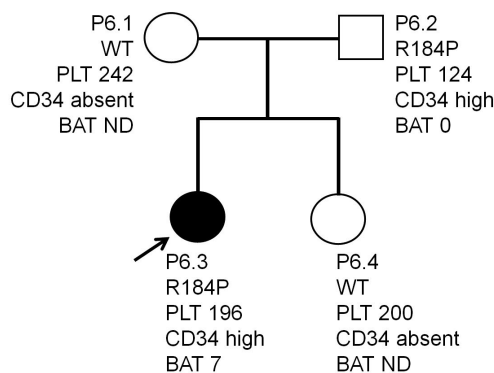 P6.1
WT
PLT 242
CD34 absent
BAT ND
P6.2
R184P
PLT 124
CD34 high
BAT 0
P6.3
R184P
PLT 196
CD34 high
BAT 7
P6.4
WT
PLT 200
CD34 absent
BAT ND